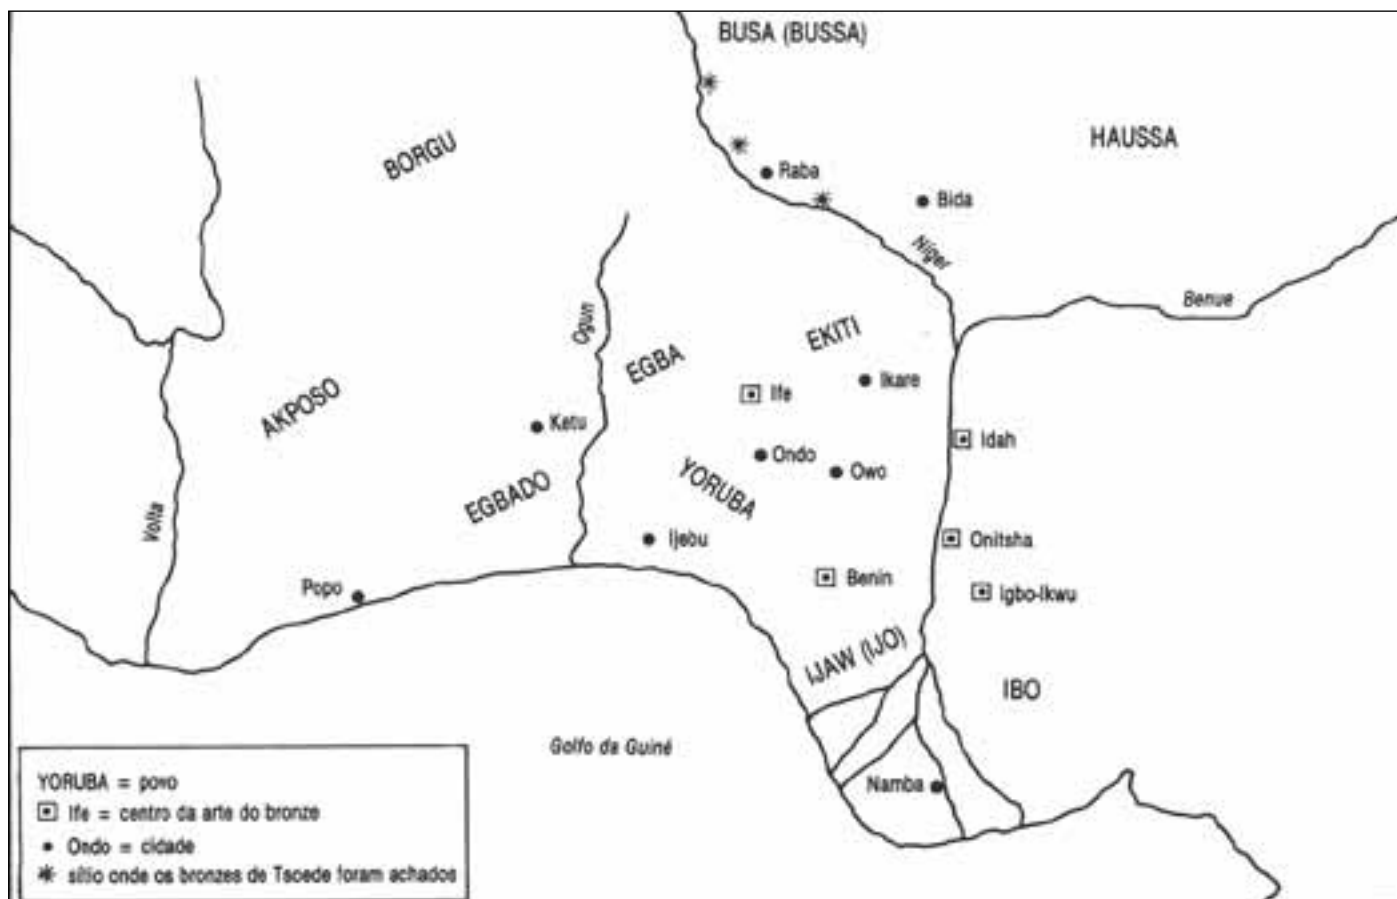 BUSA (BUSSA)
HAUSSA
BORGU
Raba
Bida
Niger
Benue
Ogun
EKITI
EGBA
Ikare
Ife
AKPOSO
Ketu
Idah
Ondo
Owo
YORUBA
EGBADO
Volta
Ijebu
Onitsha
Benin
Igbo-Ikwu
Popo
IJAW (IJO)
IBO
Golfo da Guiné
Namba
YORUBA = povo
Ife = centro da arte do bronze
Ondo = cidade
sítio onde os bronzes de Tsoede foram achados